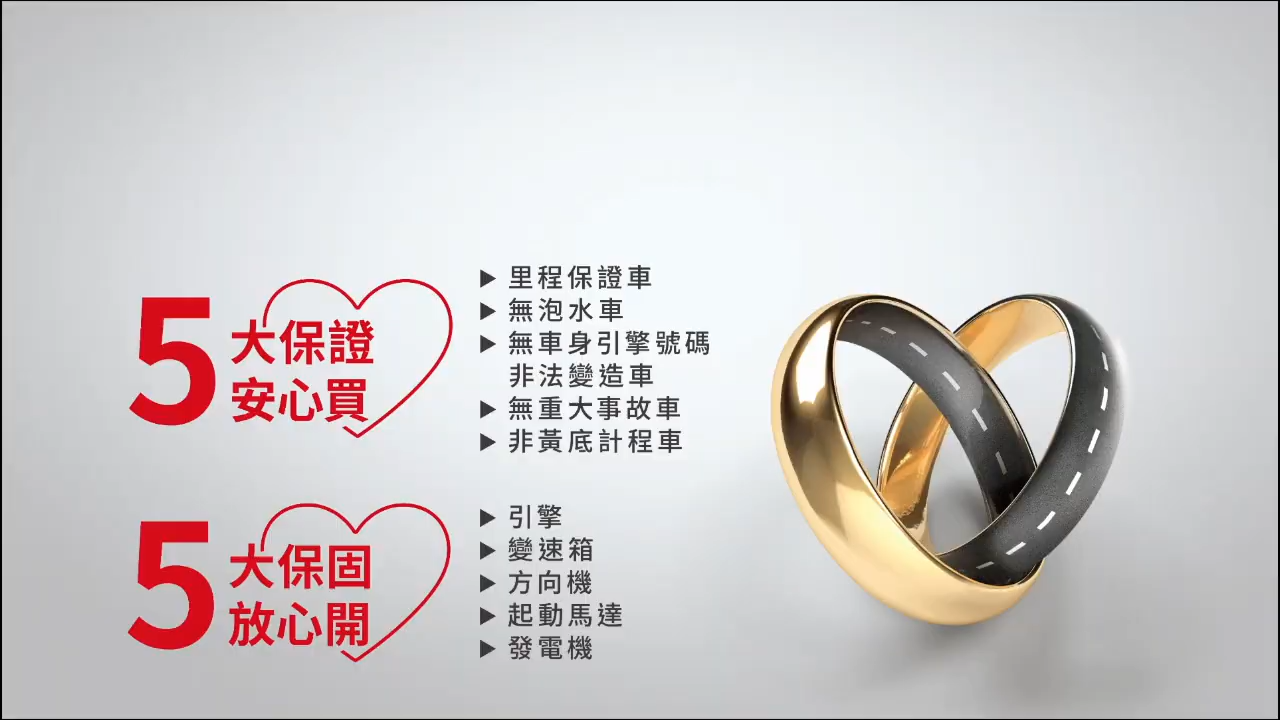 5大保證
安心買
▶ 里程保證車
▶ 無泡水車
▶ 無車身引擎號碼
非法變造車
▶ 無重大事故車
▶ 非黃底計程車
5大保固
放心開
▶ 引擎
▶ 變速箱
▶ 方向機
▶ 起動馬達
▶ 發電機